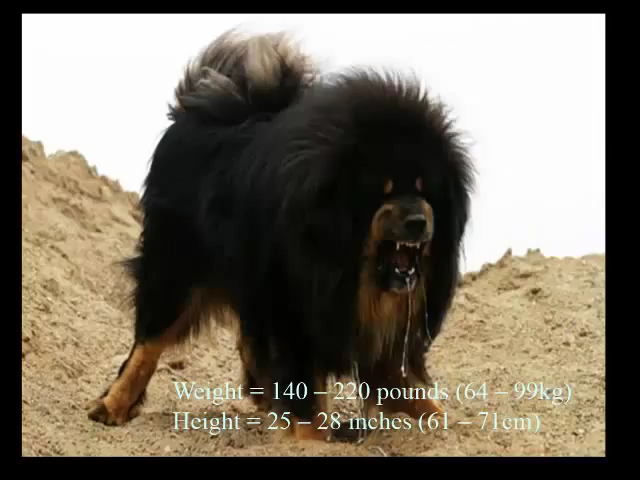 Weight = 140 – 220 pounds (64 – 99kg)
Height = 25 – 28 inches (61 – 71cm)